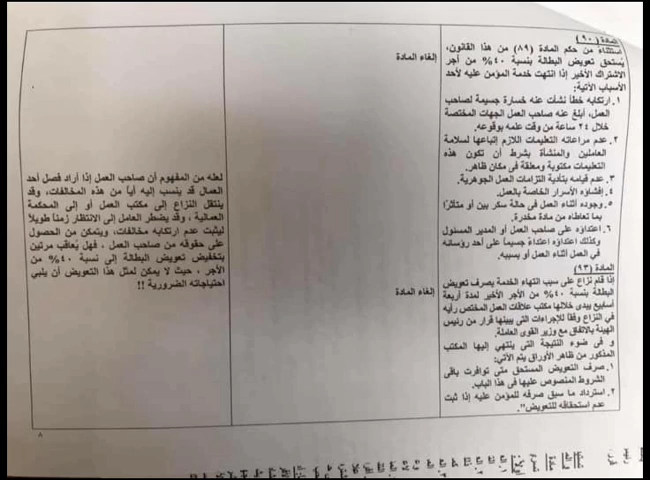 المادة (٩٠)
استثناءً من حكم المادة (٨٩) من هذا القانون،
يُستحق تعويض البطالة بنسبة ٤٠% من أجر
الاشتراك الأخير إذا انتهت خدمة المؤمن عليه لأحد
الأسباب الآتية:
١. ارتكابه خطأ نشأت عنه خسارة جسيمة لصاحب
العمل، أبلغ عنه صاحب العمل الجهات المختصة
خلال ٢٤ ساعة من وقت علمه بوقوعه.
٢. عدم مراعاته التعليمات اللازم إتباعها لسلامة
العاملين والمنشأة بشرط أن تكون هذه
التعليمات مكتوبة ومعلقة في مكان ظاهر.
٣. عدم قيامه بتأدية التزامات العمل الجوهرية.
٤. إفشاؤه الأسرار الخاصة بالعمل.
٥. وجوده أثناء العمل في حالة سكر بين أو متأثرًا
بما تعاطاه من مادة مخدرة.
٦. اعتداؤه على صاحب العمل أو المدير المسئول
وكذلك اعتداؤه اعتداءً جسيماً على أحد رؤسائه
في العمل أثناء العمل أو بسببه.
المادة (٩٣)
إذا قام نزاع على سبب انتهاء الخدمة يصرف تعويض
البطالة بنسبة ٤٠% من الأجر الأخير لمدة أربعة
أسابيع يبدى خلالها مكتب علاقات العمل المختص رأيه
في النزاع وفقاً للإجراءات التي يبينها قرار من رئيس
الهيئة بالاتفاق مع وزير القوى العاملة.
و في ضوء النتيجة التي ينتهي إليها المكتب
المذكور من ظاهر الأوراق يتم الآتي:
١. صرف التعويض المستحق متى توافرت باقى
الشروط المنصوص عليها في هذا الباب.
٢. استرداد ما سبق صرفه للمؤمن عليه إذا ثبت
عدم استحقاقه للتعويض".
إلغاء المادة
إلغاء المادة
لعله من المفهوم أن صاحب العمل إذا أراد فصل أحد
العمال قد ينسب إليه أياً من هذه المخالفات، وقد
ينتقل النزاع إلى مكتب العمل أو إلى المحكمة
العمالية ، وقد يضطر العامل إلى الانتظار زمناً طويلاً
ليثبت عدم ارتكابه مخالفات، ويتمكن من الحصول
على حقوقه من صاحب العمل ، فهل يُعاقب مرتين
بتخفيض تعويض البطالة إلى نسبة ٤٠% من
الأجر ، حيث لا يمكن لمثل هذا التعويض أن يلبي
احتياجاته الضرورية !!
٨